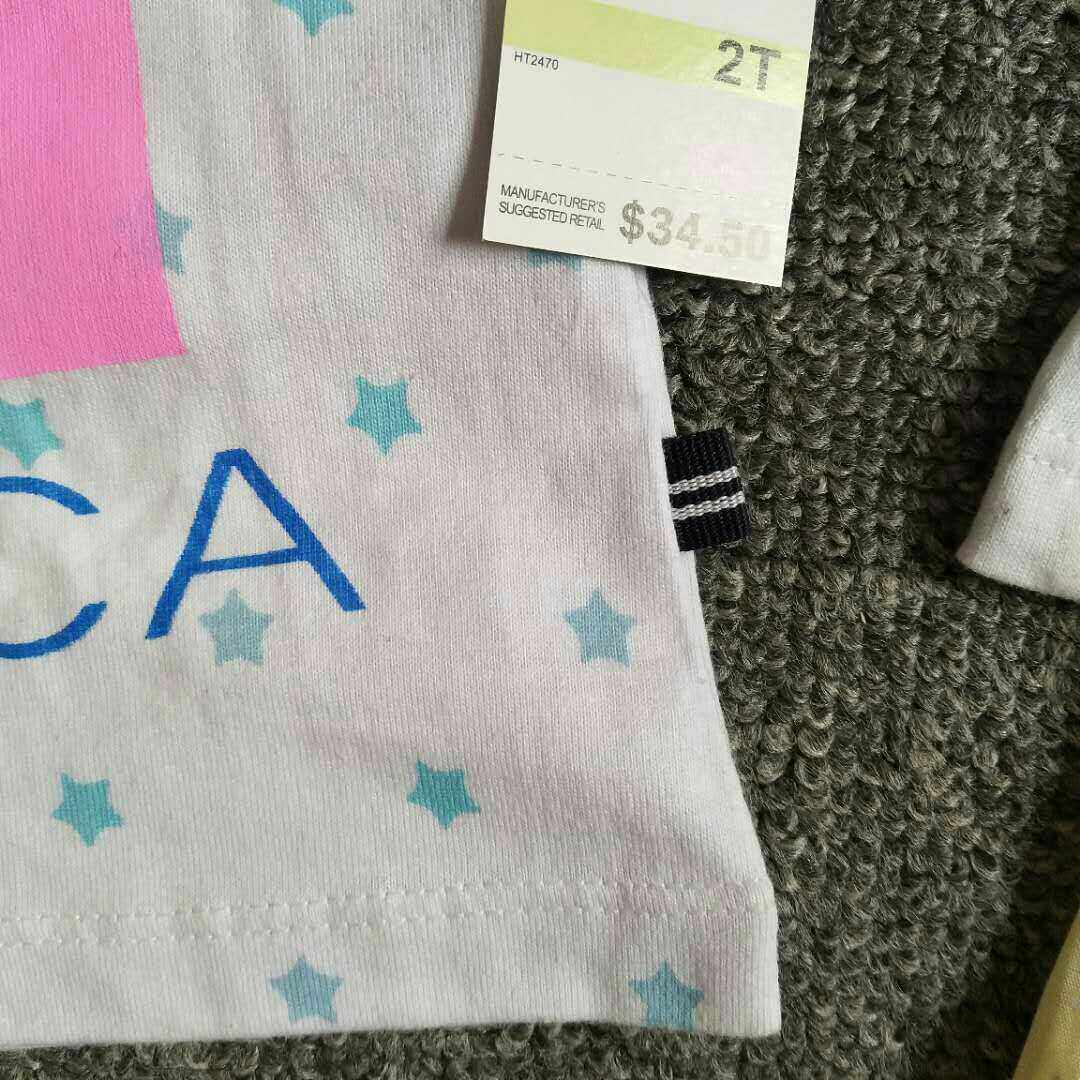 2T
HT2470
MANUFACTURER'S
SUGGESTED RETAIL
$34.50
CA